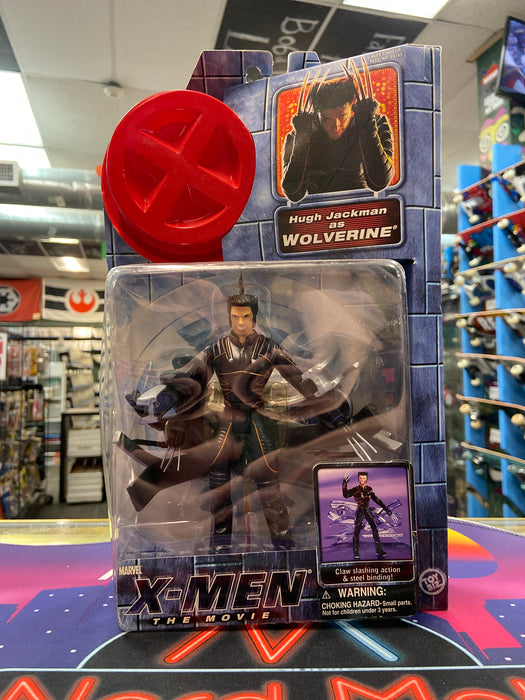 Hugh Jackman
as
WOLVERINE®
Claw slashing action
& steel binding!
TOY
BIZ
MARVEL
X-MEN®
THE MOVIE
⚠ WARNING:
CHOKING HAZARD-Small parts.
Not for children under 3 years.